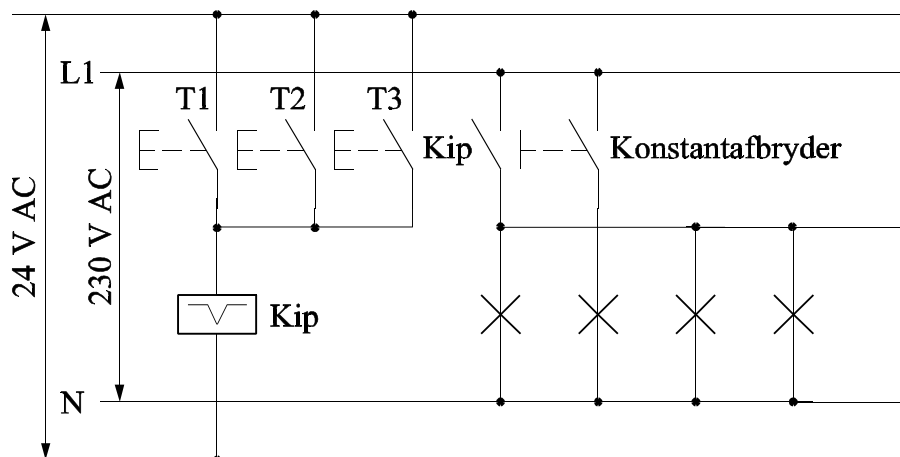 L1
T1
T2
T3
Kip
Konstantafbryder
24 V AC
230 V AC
Kip
N